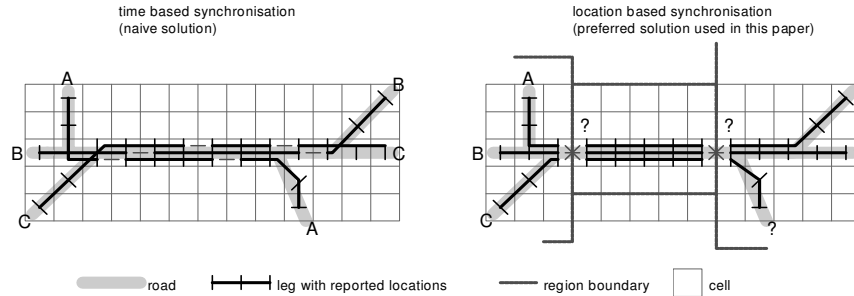 time based synchronisation
(naive solution)
location based synchronisation
(preferred solution used in this paper)
A
B
B
C
C
A
A
?
?
B
C
?
road
leg with reported locations
region boundary
cell